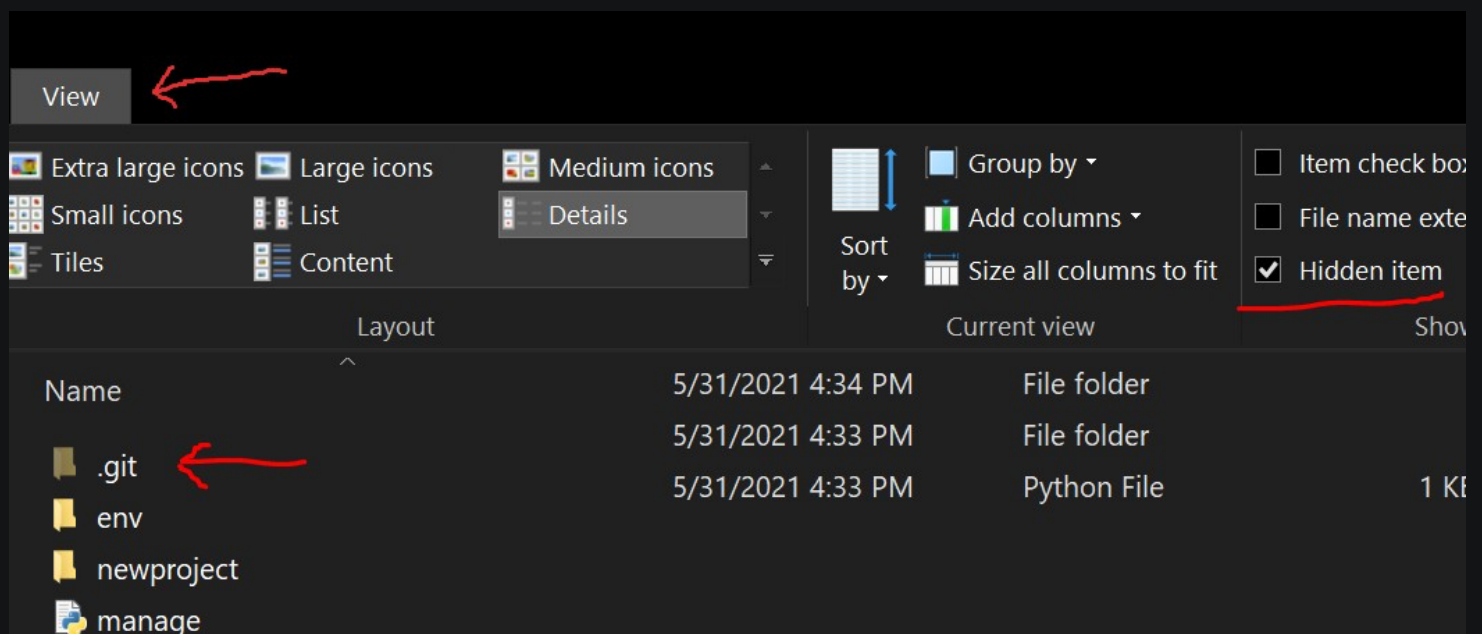 View
Extra large icons Large icons Medium icons
Small icons List Details
Tiles Content
Sort by
Group by
Add columns
Size all columns to fit
Item check box
File name exte
Hidden item
Layout Current view Show
Name
5/31/2021 4:34 PM File folder
.git
5/31/2021 4:33 PM File folder
5/31/2021 4:33 PM Python File 1 KB
env
newproject
manage